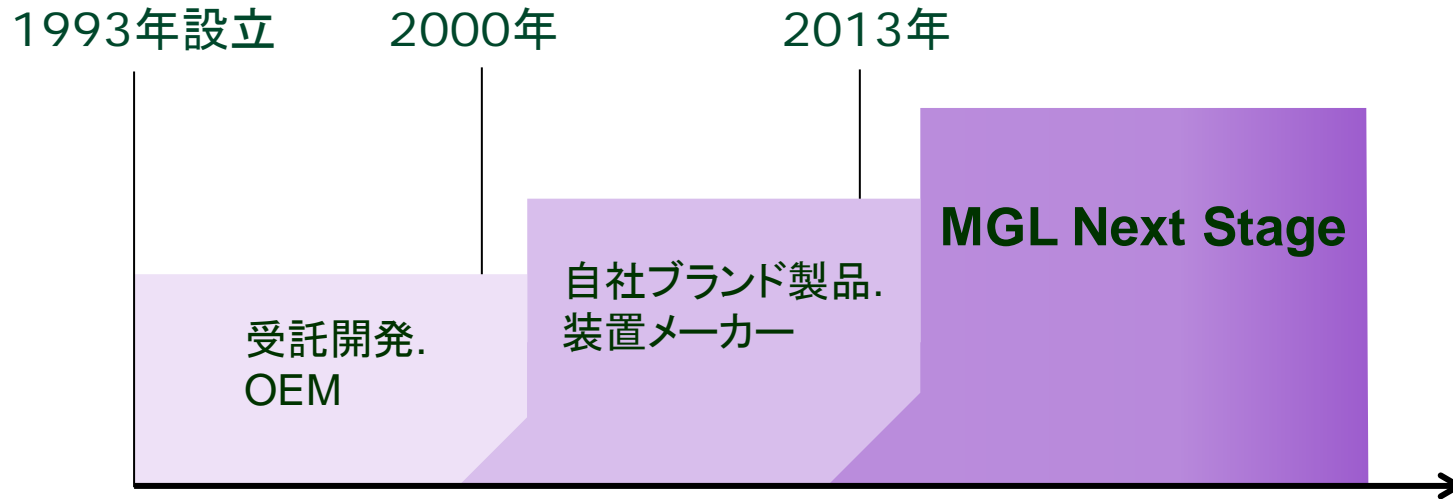 1993年設立
2000年
2013年
受託開発.
OEM
自社ブランド製品.
装置メーカー
MGL Next Stage